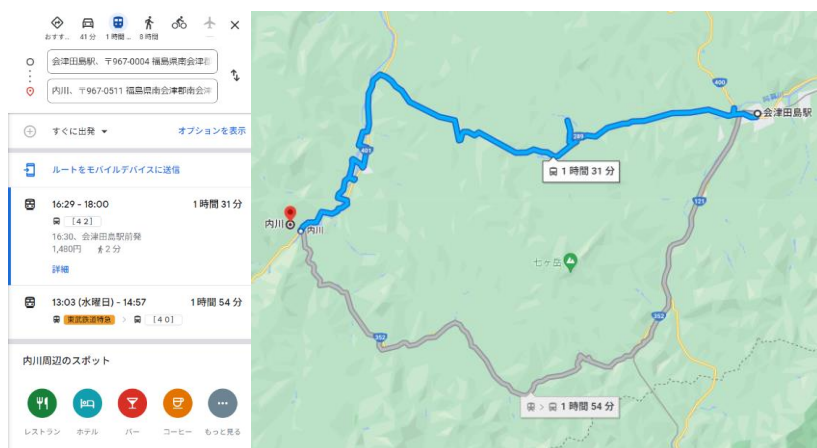 おすす…
41 分
1 時間…
8 時間
—
会津田島駅、〒967-0004 福島県南会津
内川、〒967-0511 福島県南会津郡南会津
すぐに出発
オプションを表示
ルートをモバイルデバイスに送信
16:29 - 18:00
1 時間 31 分
[４２]
16:30、会津田島駅前発
1,480円 2 分
詳細
13:03 (水曜日) - 14:57
1 時間 54 分
東武鉄道特急 > [４０]
内川周辺のスポット
レストラン
ホテル
バー
コーヒー
もっと見る
400
会津田島駅
401
289
1 時間 31 分
121
内川
内川
七ヶ岳
352
352
> 1 時間 54 分